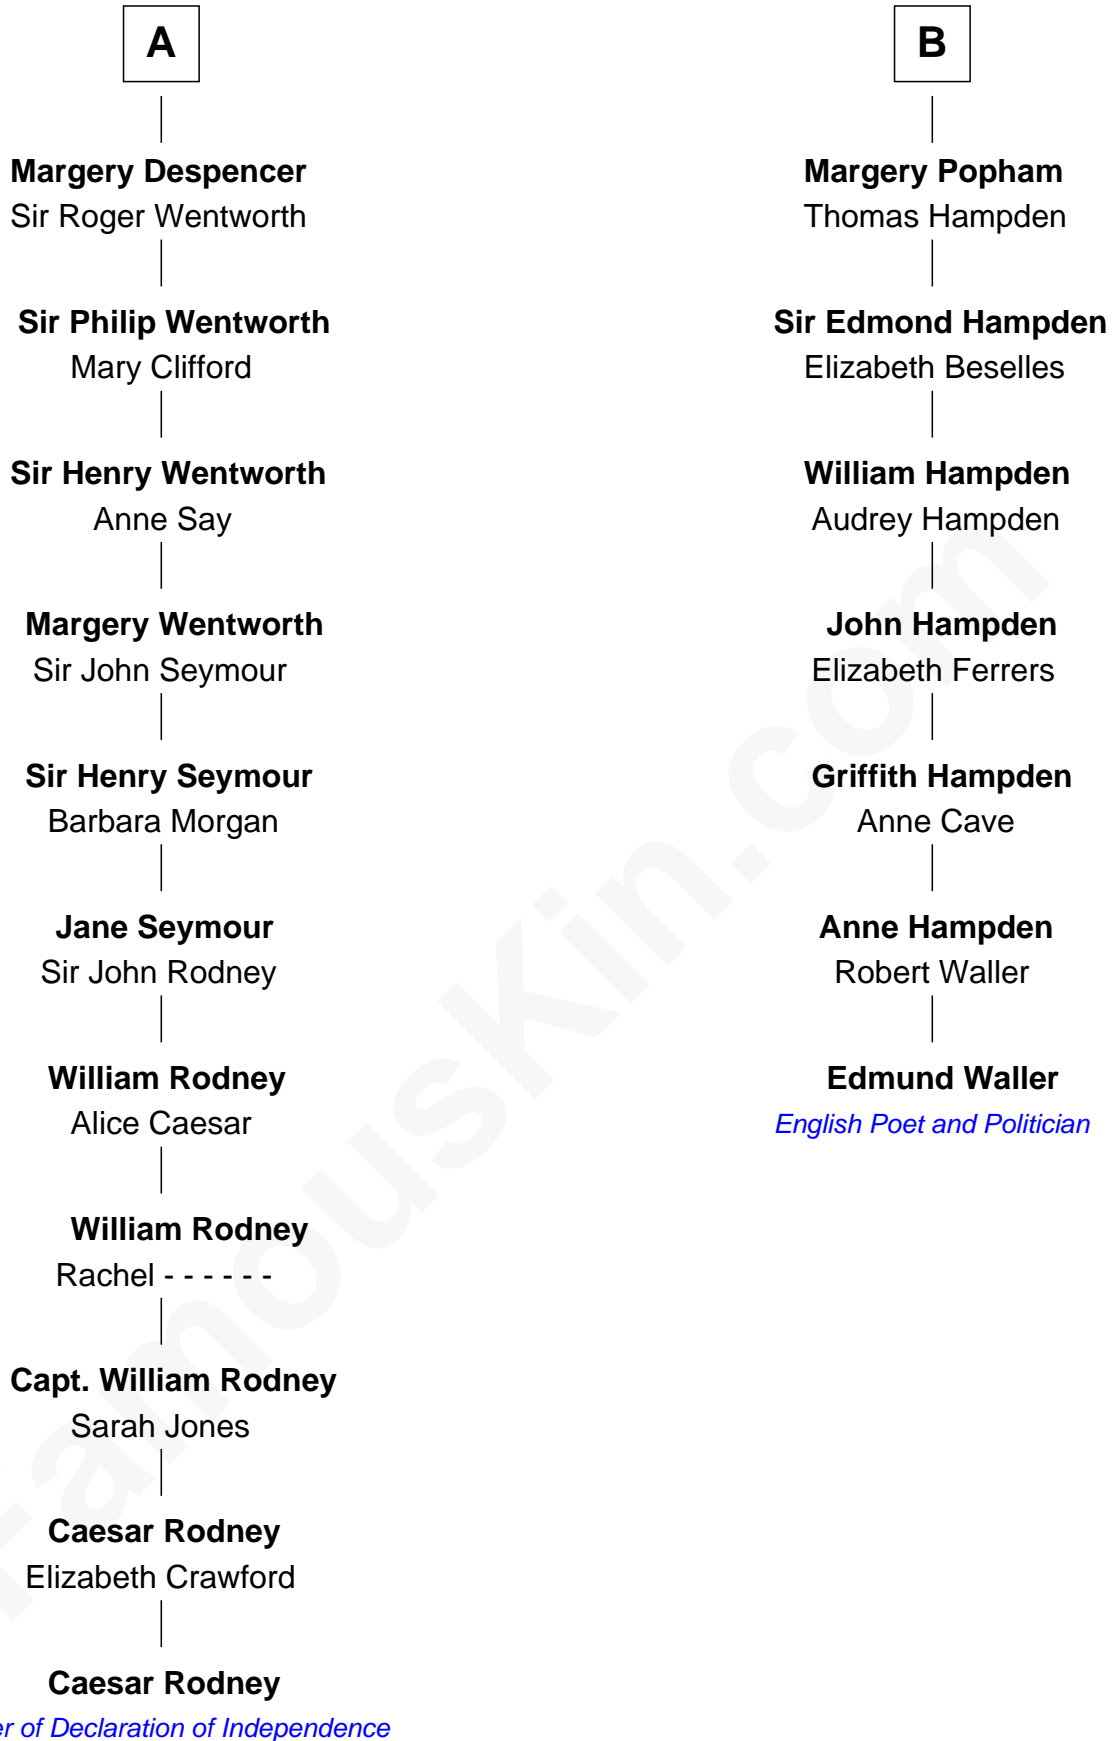 A
Margery Despencer
Sir Roger Wentworth
Sir Philip Wentworth
Mary Clifford
Sir Henry Wentworth
Anne Say
Margery Wentworth
Sir John Seymour
Sir Henry Seymour
Barbara Morgan
Jane Seymour
Sir John Rodney
William Rodney
Alice Caesar
William Rodney
Rachel - - - - - -
Capt. William Rodney
Sarah Jones
Caesar Rodney
Elizabeth Crawford
Caesar Rodney
er of Declaration of Independence
B
Margery Popham
Thomas Hampden
Sir Edmond Hampden
Elizabeth Beselles
William Hampden
Audrey Hampden
John Hampden
Elizabeth Ferrers
Griffith Hampden
Anne Cave
Anne Hampden
Robert Waller
Edmund Waller
English Poet and Politician
FamousKin.com